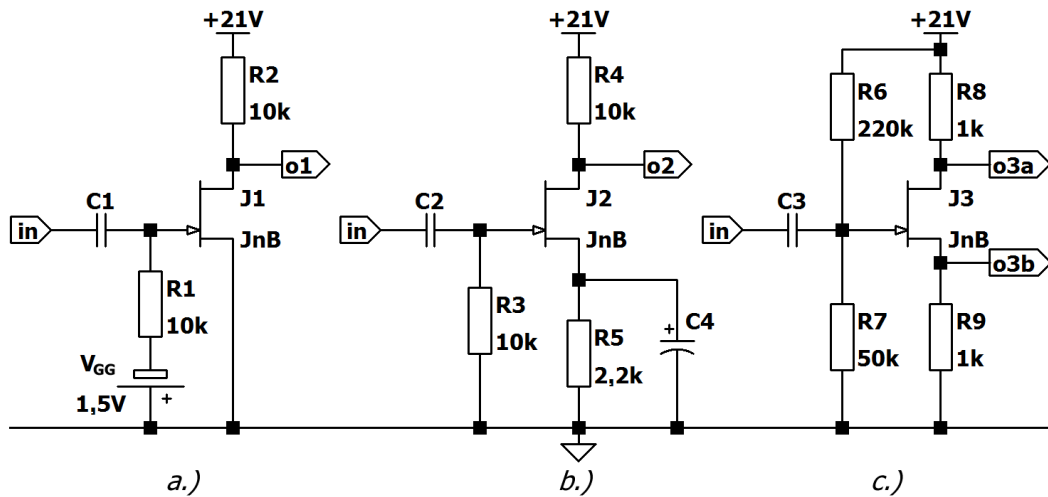 +21V
R2
10k
o1
C1
J1
in
JnB
R1
10k
VGG
1,5V
+
a.)
+21V
R4
10k
o2
C2
J2
in
JnB
R3
10k
R5
2,2k
+
C4
b.)
+21V
R6
220k
R8
1k
o3a
C3
J3
in
JnB
o3b
R7
50k
R9
1k
c.)